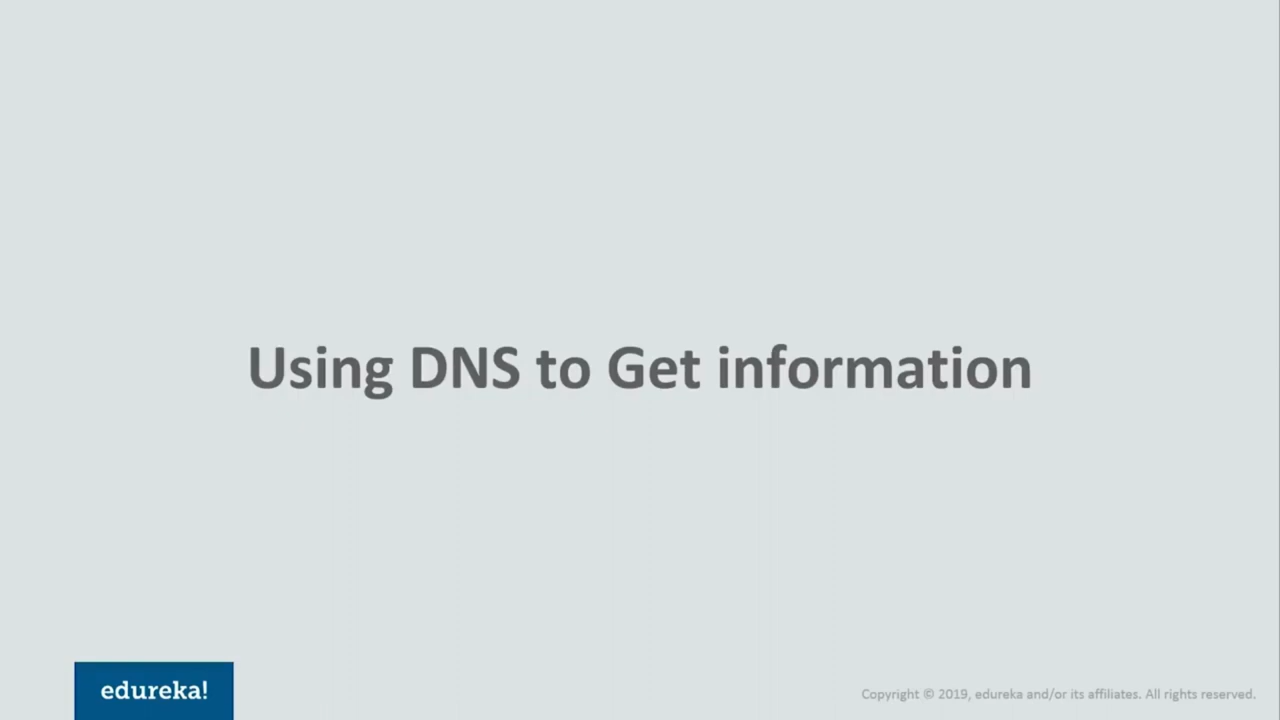 Using DNS to Get information
edureka!
Copyright © 2019, edureka and/or its affiliates. All rights reserved.